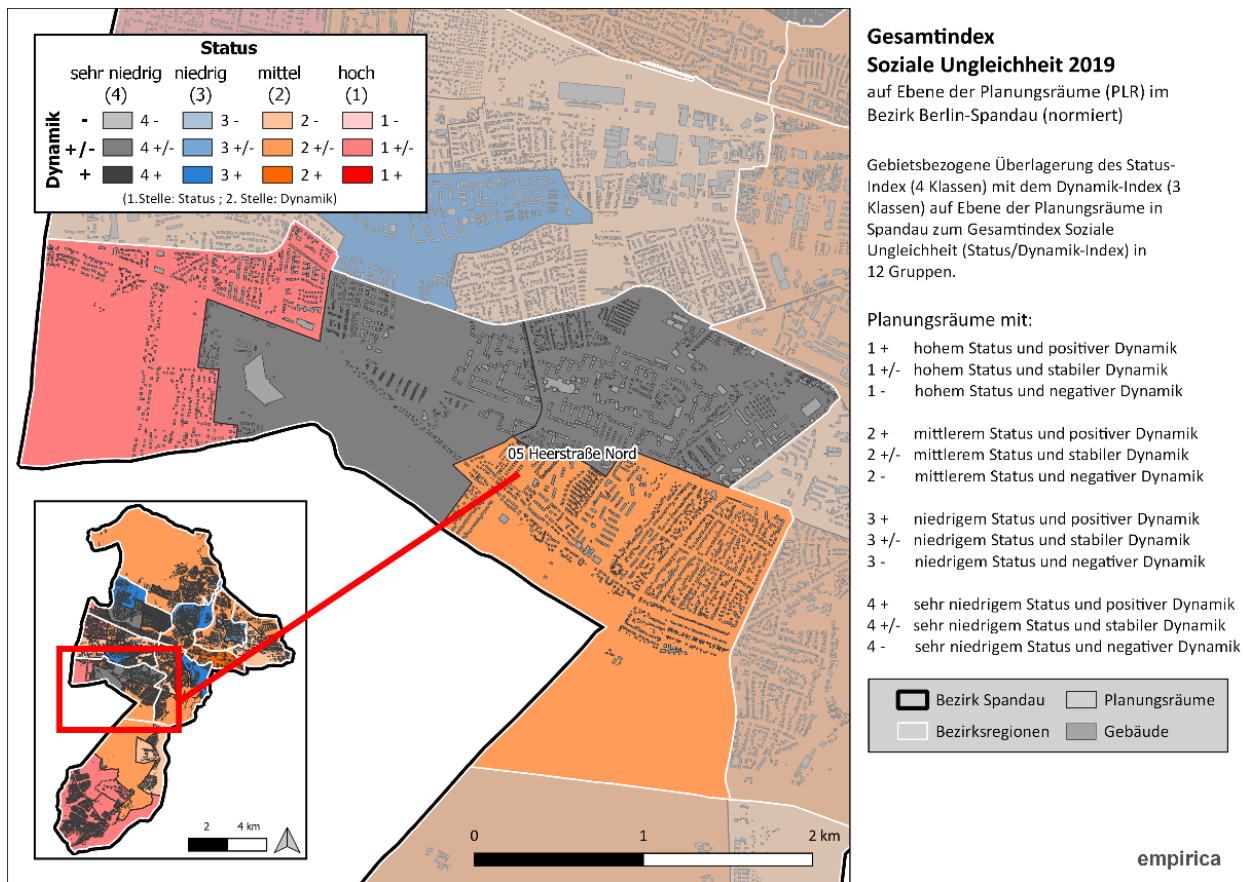 Status
sehr niedrig niedrig mittel hoch
(4) (3) (2) (1)
Dynamik
- 4 - 3 - 2 - 1 -
+/- 4 +/- 3 +/- 2 +/- 1 +/-
+ 4 + 3 + 2 + 1 +
(1.Stelle: Status ; 2. Stelle: Dynamik)
05 Heerstraße Nord
2 4 km
0 1 2 km
Gesamtindex
Soziale Ungleichheit 2019
auf Ebene der Planungsräume (PLR) im
Bezirk Berlin-Spandau (normiert)
Gebietsbezogene Überlagerung des Status-
Index (4 Klassen) mit dem Dynamik-Index (3
Klassen) auf Ebene der Planungsräume in
Spandau zum Gesamtindex Soziale
Ungleichheit (Status/Dynamik-Index) in
12 Gruppen.
Planungsräume mit:
1 + hohem Status und positiver Dynamik
1 +/- hohem Status und stabiler Dynamik
1 - hohem Status und negativer Dynamik
2 + mittlerem Status und positiver Dynamik
2 +/- mittlerem Status und stabiler Dynamik
2 - mittlerem Status und negativer Dynamik
3 + niedrigem Status und positiver Dynamik
3 +/- niedrigem Status und stabiler Dynamik
3 - niedrigem Status und negativer Dynamik
4 + sehr niedrigem Status und positiver Dynamik
4 +/- sehr niedrigem Status und stabiler Dynamik
4 - sehr niedrigem Status und negativer Dynamik
Bezirk Spandau Planungsräume
Bezirksregionen Gebäude
empirica